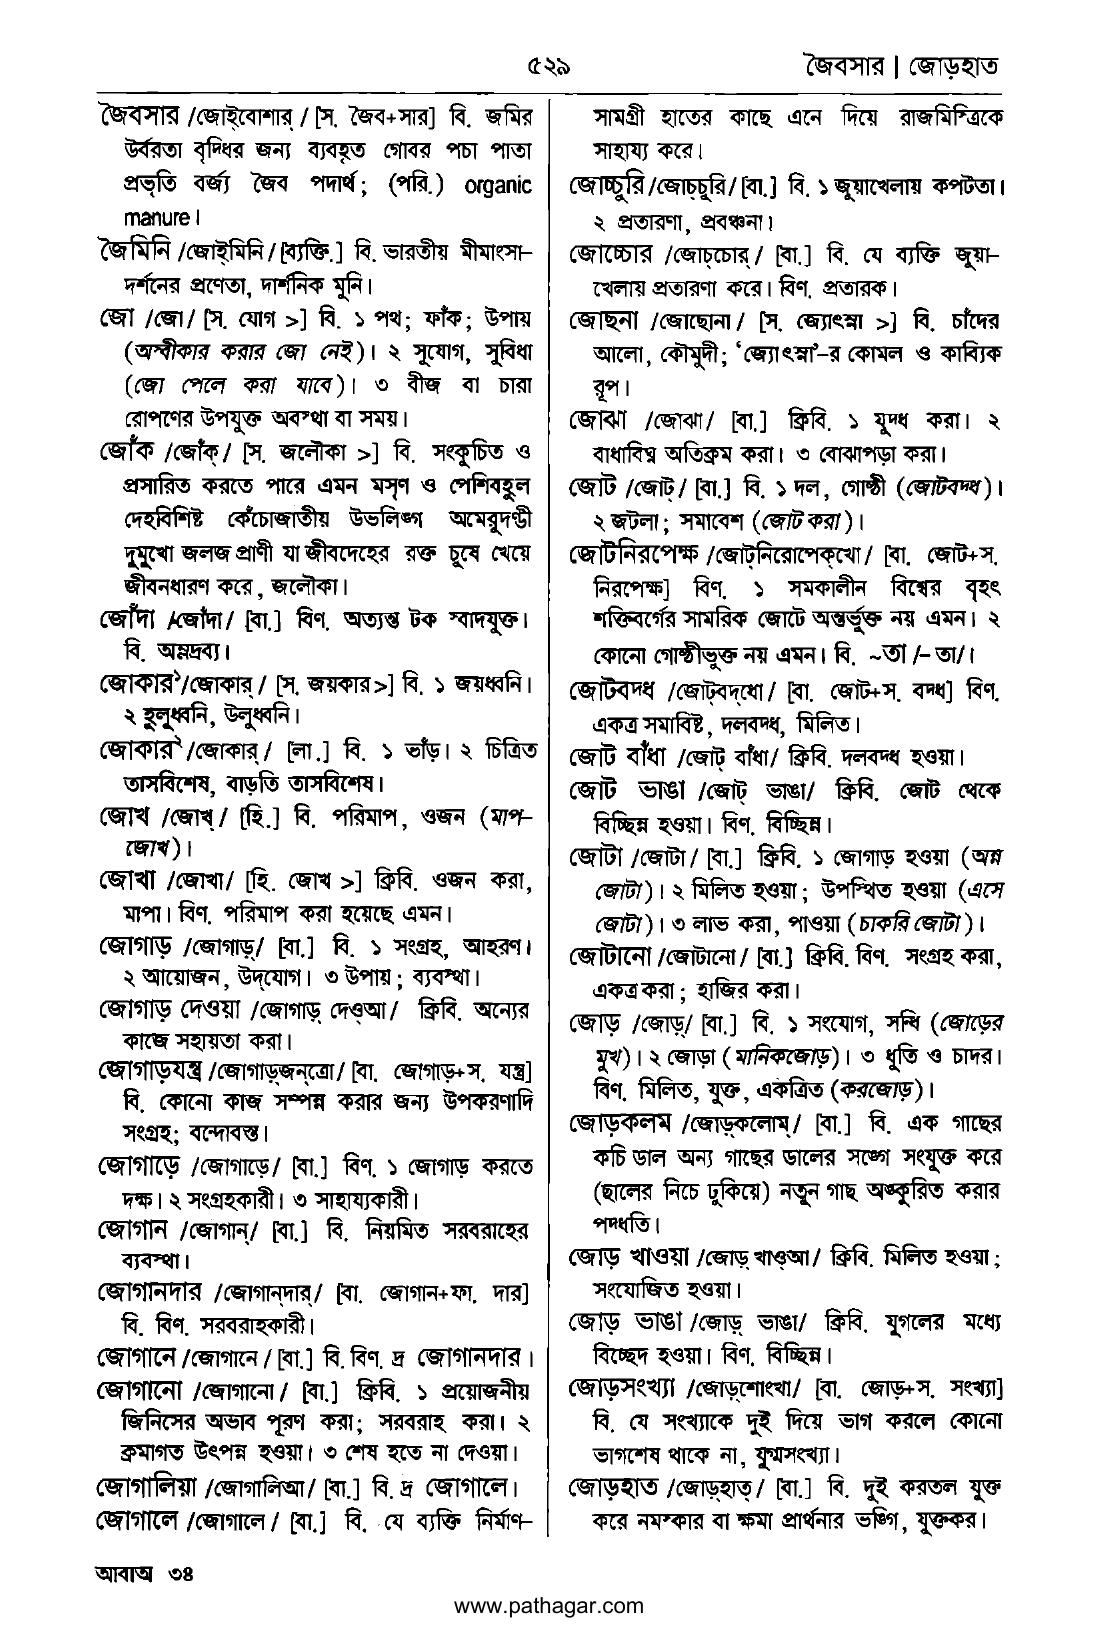 ৫২৯
জৈবসার | জোড়হাত
জৈবসার /জোই্‌বোশার্‌/ [স. জৈব+সার] বি. জমির
উর্বরতা বৃদ্ধির জন্য ব্যবহৃত গোবর পচা পাতা
প্রভৃতি বর্জ্য জৈব পদার্থ; (পরি.) organic
manure।
জৈমিনি /জোই্‌মিনি/ [ব্যক্তি.] বি. ভারতীয় মীমাংসা–
দর্শনের প্রণেতা, দার্শনিক মুনি।
জো /জো/ [স. যোগ >] বি. ১ পথ; ফাঁক; উপায়
(অস্বীকার করার জো নেই)। ২ সুযোগ, সুবিধা
(জো পেলে করা যাবে)। ৩ বীজ বা চারা
রোপণের উপযুক্ত অবস্থা বা সময়।
জোঁক /জোঁক্‌/ [স. জলৌকা >] বি. সংকুচিত ও
প্রসারিত করতে পারে এমন মসৃণ ও পেশিবহুল
দেহবিশিষ্ট কেঁচোজাতীয় উভলিঙ্গ অমেরুদণ্ডী
দুমুখো জলজ প্রাণী যা জীবদেহের রক্ত চুষে খেয়ে
জীবনধারণ করে, জলৌকা।
জোঁদা /জোঁদা/ [বা.] বিণ. অত্যন্ত টক স্বাদযুক্ত।
বি. অম্লদ্রব্য।
জোকার১/জোকার্‌/ [স. জয়কার>] বি. ১ জয়ধ্বনি।
২ হুলুধ্বনি, উলুধ্বনি।
জোকার২/জোকার্‌/ [লা.] বি. ১ ভাঁড়। ২ চিত্রিত
তাসবিশেষ, বাড়তি তাসবিশেষ।
জোখ /জোখ্‌/ [হি.] বি. পরিমাপ, ওজন (মাপ–
জোখ)।
জোখা /জোখা/ [হি. জোখ >] ক্রিবি. ওজন করা,
মাপা। বিণ. পরিমাপ করা হয়েছে এমন।
জোগাড় /জোগাড়্‌/ [বা.] বি. ১ সংগ্রহ, আহরণ।
২ আয়োজন, উদ্‌যোগ। ৩ উপায়; ব্যবস্থা।
জোগাড় দেওয়া /জোগাড়্‌ দেও্‌আ/ ক্রিবি. অন্যের
কাজে সহায়তা করা।
জোগাড়যন্ত্র /জোগাড়্‌জন্‌ত্রো/ [বা. জোগাড়+স. যন্ত্র]
বি. কোনো কাজ সম্পন্ন করার জন্য উপকরণাদি
সংগ্রহ; বন্দোবস্ত।
জোগাড়ে /জোগাড়ে/ [বা.] বিণ. ১ জোগাড় করতে
দক্ষ। ২ সংগ্রহকারী। ৩ সাহায্যকারী।
জোগান /জোগান্‌/ [বা.] বি. নিয়মিত সরবরাহের
ব্যবস্থা।
জোগানদার /জোগান্‌দার্‌/ [বা. জোগান+ফা. দার]
বি. বিণ. সরবরাহকারী।
জোগানে /জোগানে/ [বা.] বি. বিণ. দ্র জোগানদার।
জোগানো /জোগানো/ [বা.] ক্রিবি. ১ প্রয়োজনীয়
জিনিসের অভাব পূরণ করা; সরবরাহ করা। ২
ক্রমাগত উৎপন্ন হওয়া। ৩ শেষ হতে না দেওয়া।
জোগালিয়া /জোগালিআ/ [বা.] বি. দ্র জোগালে।
জোগালে /জোগালে/ [বা.] বি. যে ব্যক্তি নির্মাণ–
সামগ্রী হাতের কাছে এনে দিয়ে রাজমিস্ত্রিকে
সাহায্য করে।
জোচ্চুরি /জোচ্‌চুরি/ [বা.] বি. ১ জুয়াখেলায় কপটতা।
২ প্রতারণা, প্রবঞ্চনা।
জোচ্চোর /জোচ্‌চোর্‌/ [বা.] বি. যে ব্যক্তি জুয়া–
খেলায় প্রতারণা করে। বিণ. প্রতারক।
জোছনা /জোছোনা/ [স. জ্যোৎস্না >] বি. চাঁদের
আলো, কৌমুদী; ‘জ্যোৎস্না’–র কোমল ও কাব্যিক
রূপ।
জোঝা /জোঝা/ [বা.] ক্রিবি. ১ যুদ্ধ করা। ২
বাধাবিঘ্ন অতিক্রম করা। ৩ বোঝাপড়া করা।
জোট /জোট্‌/ [বা.] বি. ১ দল, গোষ্ঠী (জোটবদ্ধ)।
২ জটলা; সমাবেশ (জোট করা)।
জোটনিরপেক্ষ /জোট্‌নিরোপেক্‌খো/ [বা. জোট+স.
নিরপেক্ষ] বিণ. ১ সমকালীন বিশ্বের বৃহৎ
শক্তিবর্গের সামরিক জোটে অন্তর্ভুক্ত নয় এমন। ২
কোনো গোষ্ঠীভুক্ত নয় এমন। বি. ~তা /–তা/।
জোটবদ্ধ /জোট্‌বদ্‌ধো/ [বা. জোট+স. বদ্ধ] বিণ.
একত্র সমাবিষ্ট, দলবদ্ধ, মিলিত।
জোট বাঁধা /জোট্‌ বাঁধা/ ক্রিবি. দলবদ্ধ হওয়া।
জোট ভাঙা /জোট্‌ ভাঙা/ ক্রিবি. জোট থেকে
বিচ্ছিন্ন হওয়া। বিণ. বিচ্ছিন্ন।
জোটা /জোটা/ [বা.] ক্রিবি. ১ জোগাড় হওয়া (অন্ন
জোটা)। ২ মিলিত হওয়া; উপস্থিত হওয়া (এসে
জোটা)। ৩ লাভ করা, পাওয়া (চাকরি জোটা)।
জোটানো /জোটানো/ [বা.] ক্রিবি. বিণ. সংগ্রহ করা,
একত্র করা; হাজির করা।
জোড় /জোড়্‌/ [বা.] বি. ১ সংযোগ, সন্ধি (জোড়ের
মুখ)। ২ জোড়া (মানিকজোড়)। ৩ ধুতি ও চাদর।
বিণ. মিলিত, যুক্ত, একত্রিত (করজোড়)।
জোড়কলম /জোড়্‌কলোম্‌/ [বা.] বি. এক গাছের
কচি ডাল অন্য গাছের ডালের সঙ্গে সংযুক্ত করে
(ছালের নিচে ঢুকিয়ে) নতুন গাছ অঙ্কুরিত করার
পদ্ধতি।
জোড় খাওয়া /জোড়্‌ খাও্‌আ/ ক্রিবি. মিলিত হওয়া;
সংযোজিত হওয়া।
জোড় ভাঙা /জোড়্‌ ভাঙা/ ক্রিবি. যুগলের মধ্যে
বিচ্ছেদ হওয়া। বিণ. বিচ্ছিন্ন।
জোড়সংখ্যা /জোড়্‌শোংখা/ [বা. জোড়+স. সংখ্যা]
বি. যে সংখ্যাকে দুই দিয়ে ভাগ করলে কোনো
ভাগশেষ থাকে না, যুগ্মসংখ্যা।
জোড়হাত /জোড়্‌হাত্‌/ [বা.] বি. দুই করতল যুক্ত
করে নমস্কার বা ক্ষমা প্রার্থনার ভঙ্গি, যুক্তকর।
আবাঅ ৩৪
www.pathagar.com